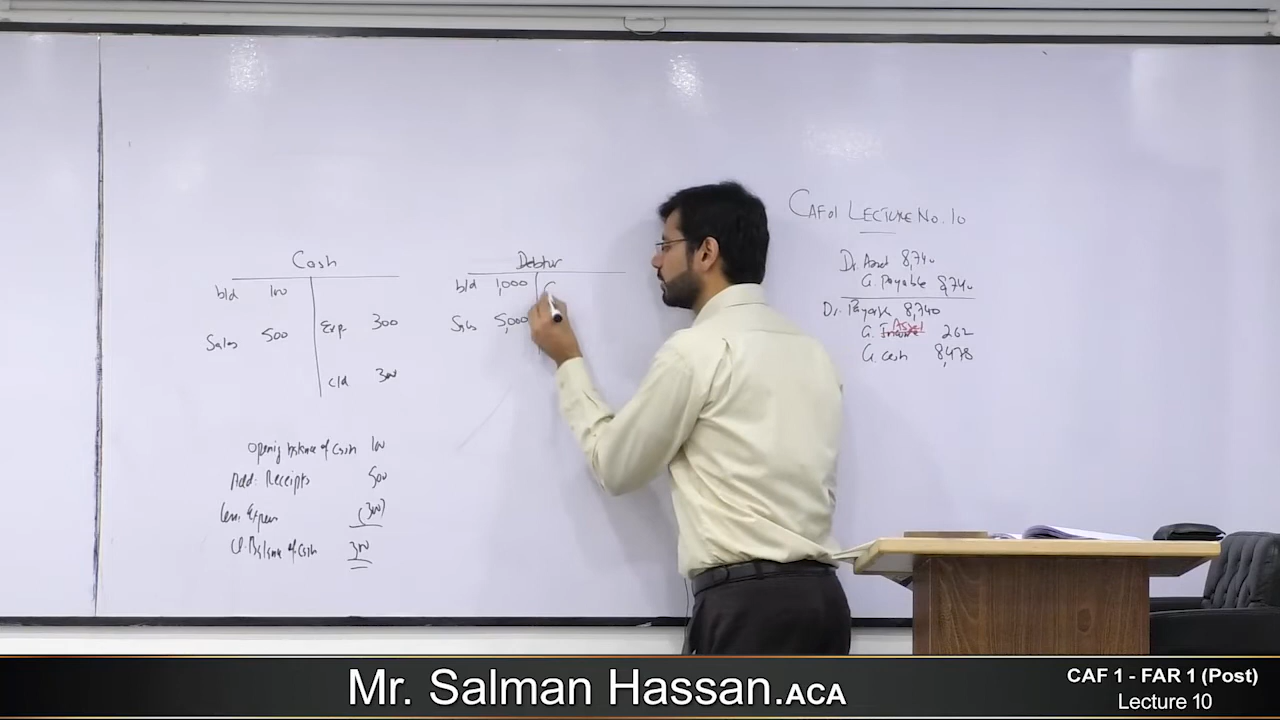 Cash
b/d 100
Sales 500
Exp 300
c/d 300
Opening balance of cash 100
Add: Receipts 500
Less: Expen (300)
Cl. Balance of Cash 300
Debtor
b/d 1,000 C
Sales 5,000
CAF01 LECTURE NO. 10
Dr. Asset 8,740
Cr. Payable 8,740
Dr. Payable 8,740
Cr. Asset 262
Cr. Cash 8,478
Mr. Salman Hassan.ACA
CAF 1 - FAR 1 (Post)
Lecture 10